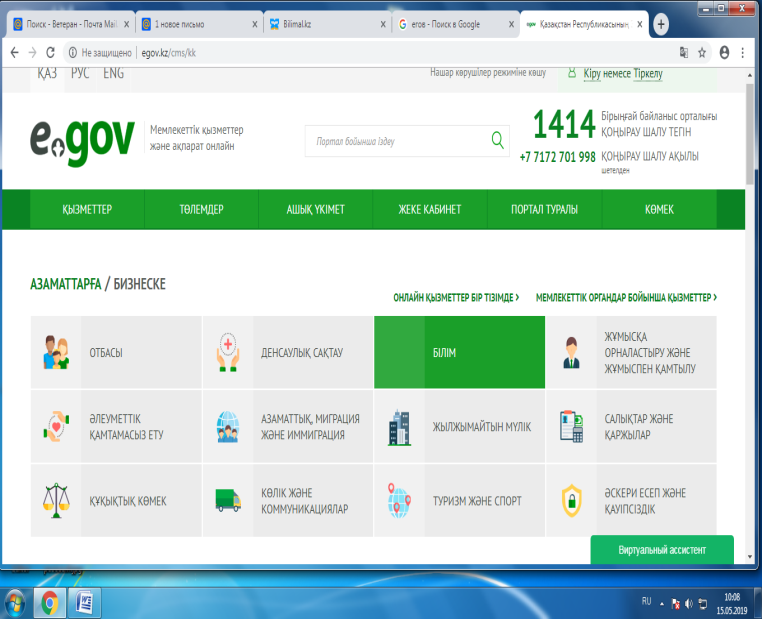 Поиск - Ветеран - Почта Mail
1 новое письмо
Bilimal.kz
егов - Поиск в Google
Қазақстан Республикасының
Не защищено | egov.kz/cms/kk
ҚАЗ РУС ENG
Нашар көрушілер режиміне көшу
Кіру немесе Тіркелу
e.gov
Мемлекеттік қызметтер
және ақпарат онлайн
Портал бойынша іздеу
1414
Бірыңғай байланыс орталығы
ҚОҢЫРАУ ШАЛУ ТЕГІН
+7 7172 701 998
ҚОҢЫРАУ ШАЛУ АҚЫЛЫ
шетелден
ҚЫЗМЕТТЕР
ТӨЛЕМДЕР
АШЫҚ ҮКІМЕТ
ЖЕКЕ КАБИНЕТ
ПОРТАЛ ТУРАЛЫ
КӨМЕК
АЗАМАТТАРҒА / БИЗНЕСКЕ
ОНЛАЙН ҚЫЗМЕТТЕР БІР ТІЗІМДЕ >
МЕМЛЕКЕТТІК ОРГАНДАР БОЙЫНША ҚЫЗМЕТТЕР >
ОТБАСЫ
ДЕНСАУЛЫҚ САҚТАУ
БІЛІМ
ЖҰМЫСҚА
ОРНАЛАСТЫРУ ЖӘНЕ
ЖҰМЫСПЕН ҚАМТЫЛУ
ӘЛЕУМЕТТІК
ҚАМТАМАСЫЗ ЕТУ
АЗАМАТТЫҚ, МИГРАЦИЯ
ЖӘНЕ ИММИГРАЦИЯ
ЖЫЛЖЫМАЙТЫН МҮЛІК
САЛЫҚТАР ЖӘНЕ
ҚАРЖЫЛАР
ҚҰҚЫҚТЫҚ КӨМЕК
КӨЛІК ЖӘНЕ
КОММУНИКАЦИЯЛАР
ТУРИЗМ ЖӘНЕ СПОРТ
ӘСКЕРИ ЕСЕП ЖӘНЕ
ҚАУІПСІЗДІК
Виртуальный ассистент
RU
10:08
15.05.2019